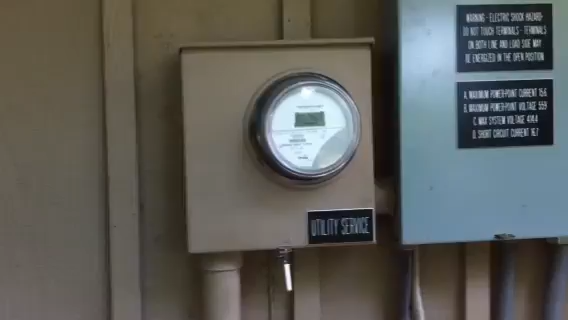 WARNING - ELECTRIC SHOCK HAZARD-
DO NOT TOUCH TERMINALS - TERMINALS
ON BOTH LINE AND LOAD SIDE MAY
BE ENERGIZED IN THE OPEN POSITION
A. MAXIMUM POWER-POINT CURRENT 15.6
B. MAXIMUM POWER-POINT VOLTAGE 559
C. MAX SYSTEM VOLTAGE
D. SHORT CIRCUIT CURRENT 16.7
UTILITY SERVICE